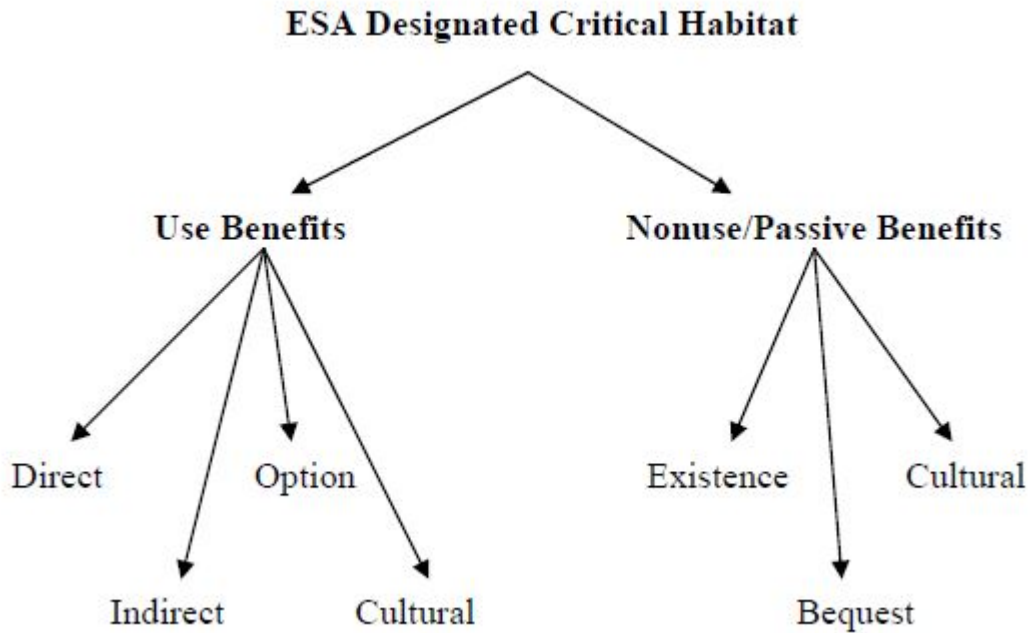 ESA Designated Critical Habitat
Use Benefits
Nonuse/Passive Benefits
Direct
Option
Existence
Cultural
Indirect
Cultural
Bequest